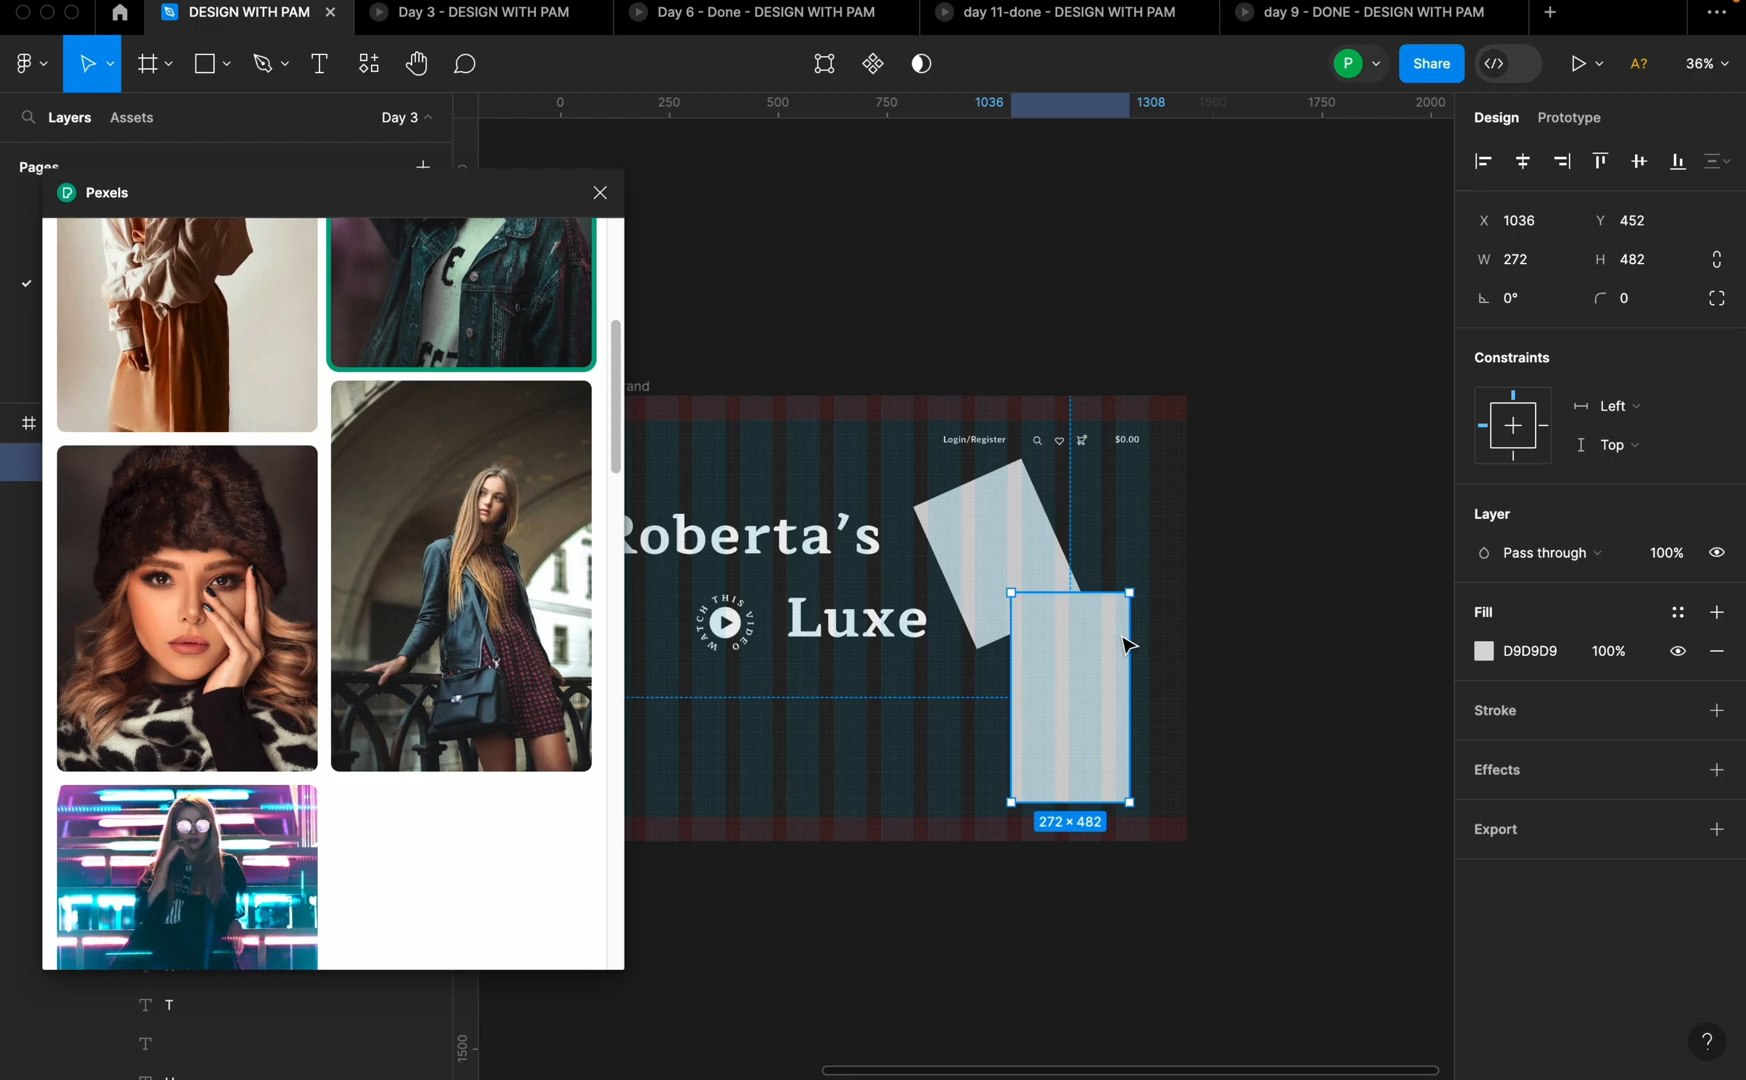 DESIGN WITH PAM
Day 3 - DESIGN WITH PAM
Day 6 - Done - DESIGN WITH PAM
day 11-done - DESIGN WITH PAM
day 9 - DONE - DESIGN WITH PAM
P
Share
A?
36%
Layers
Assets
Day 3
0
250
500
750
1036
1308
1500
1750
2000
Design
Prototype
Pages
Pexels
X 1036
Y 452
W 272
H 482
0°
0
Constraints
Left
Top
rand
Login/Register
$0.00
Roberta's
WATCH THIS VIDEO
Luxe
272 × 482
Layer
Pass through
100%
Fill
D9D9D9
100%
Stroke
Effects
Export
T T
T
1500
?